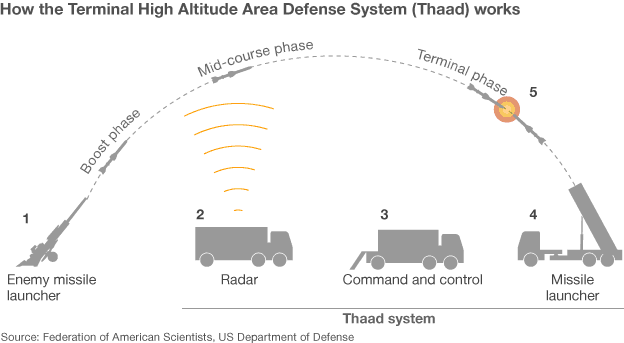 How the Terminal High Altitude Area Defense System (Thaad) works
Mid-course phase
Terminal phase
5
Boost phase
1
2
3
4
Enemy missile
launcher
Radar
Command and control
Missile
launcher
Thaad system
Source: Federation of American Scientists, US Department of Defense